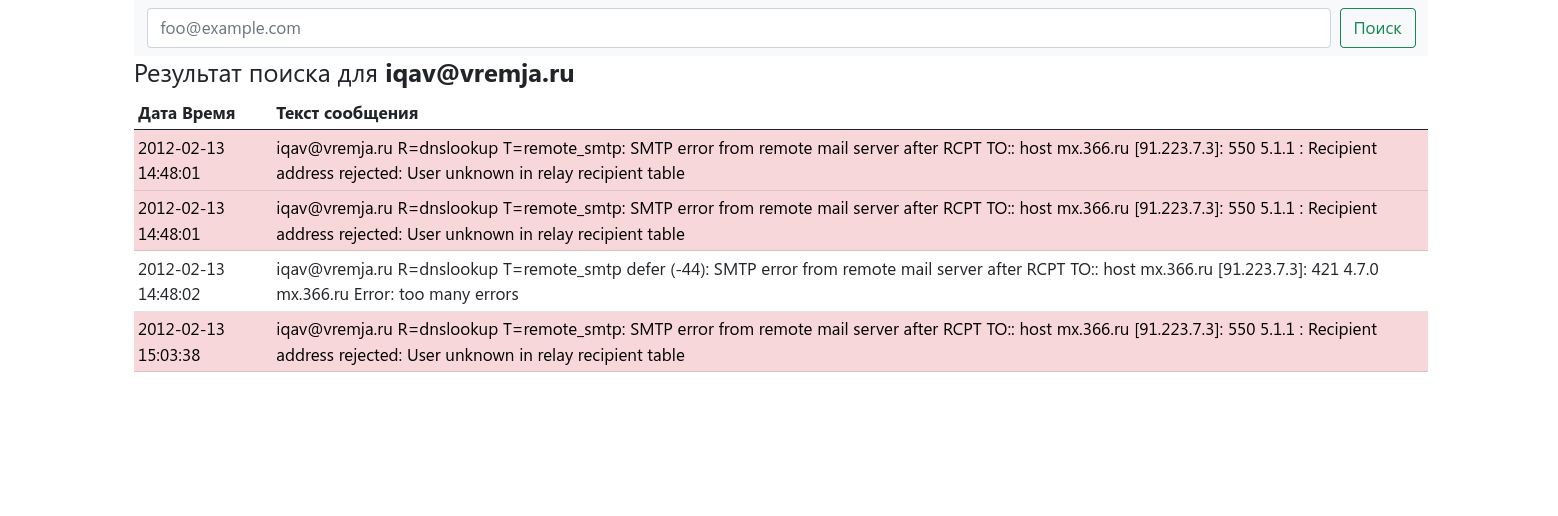 foo@example.com Поиск
Результат поиска для iqav@vremja.ru
Дата Время Текст сообщения
2012-02-13 iqav@vremja.ru R=dnslookup T=remote_smtp: SMTP error from remote mail server after RCPT TO:: host mx.366.ru [91.223.7.3]: 550 5.1.1 : Recipient
14:48:01 address rejected: User unknown in relay recipient table
2012-02-13 iqav@vremja.ru R=dnslookup T=remote_smtp: SMTP error from remote mail server after RCPT TO:: host mx.366.ru [91.223.7.3]: 550 5.1.1 : Recipient
14:48:01 address rejected: User unknown in relay recipient table
2012-02-13 iqav@vremja.ru R=dnslookup T=remote_smtp defer (-44): SMTP error from remote mail server after RCPT TO:: host mx.366.ru [91.223.7.3]: 421 4.7.0
14:48:02 mx.366.ru Error: too many errors
2012-02-13 iqav@vremja.ru R=dnslookup T=remote_smtp: SMTP error from remote mail server after RCPT TO:: host mx.366.ru [91.223.7.3]: 550 5.1.1 : Recipient
15:03:38 address rejected: User unknown in relay recipient table